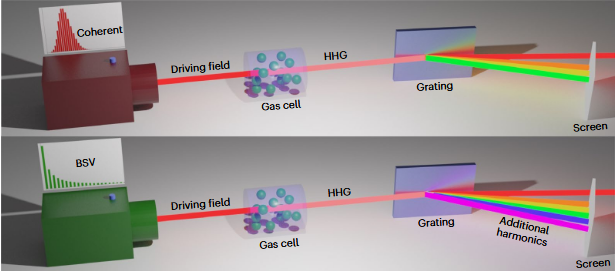 Coherent
Driving field
HHG
Gas cell
Grating
Screen
BSV
Driving field
HHG
Gas cell
Grating
Additional
harmonics
Screen